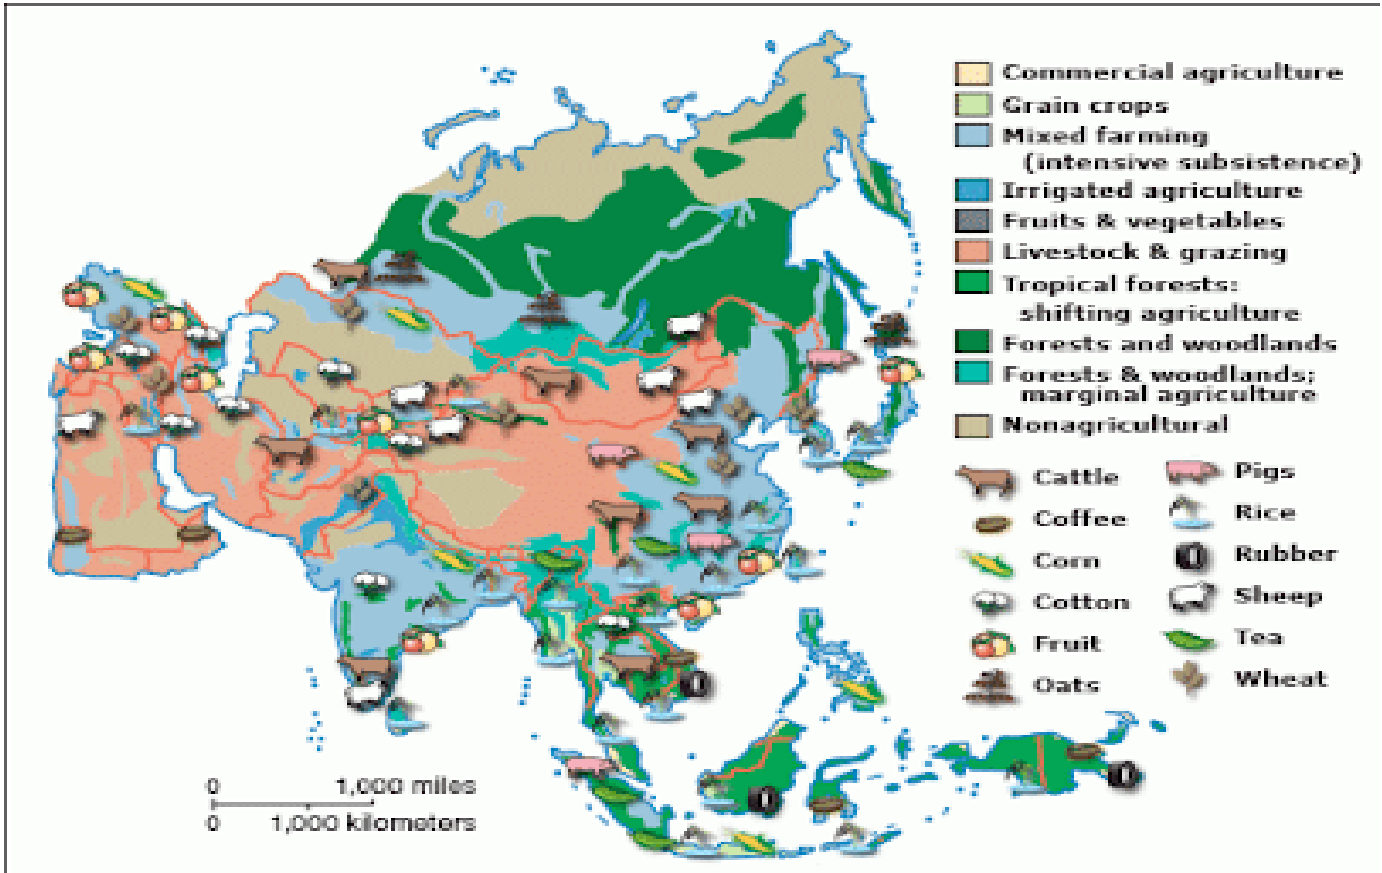 Commercial agriculture
Grain crops
Mixed farming
(intensive subsistence)
Irrigated agriculture
Fruits & vegetables
Livestock & grazing
Tropical forests:
shifting agriculture
Forests and woodlands
Forests & woodlands;
marginal agriculture
Nonagricultural
Cattle
Coffee
Corn
Cotton
Fruit
Oats
Pigs
Rice
Rubber
Sheep
Tea
Wheat
0 1,000 miles
0 1,000 kilometers